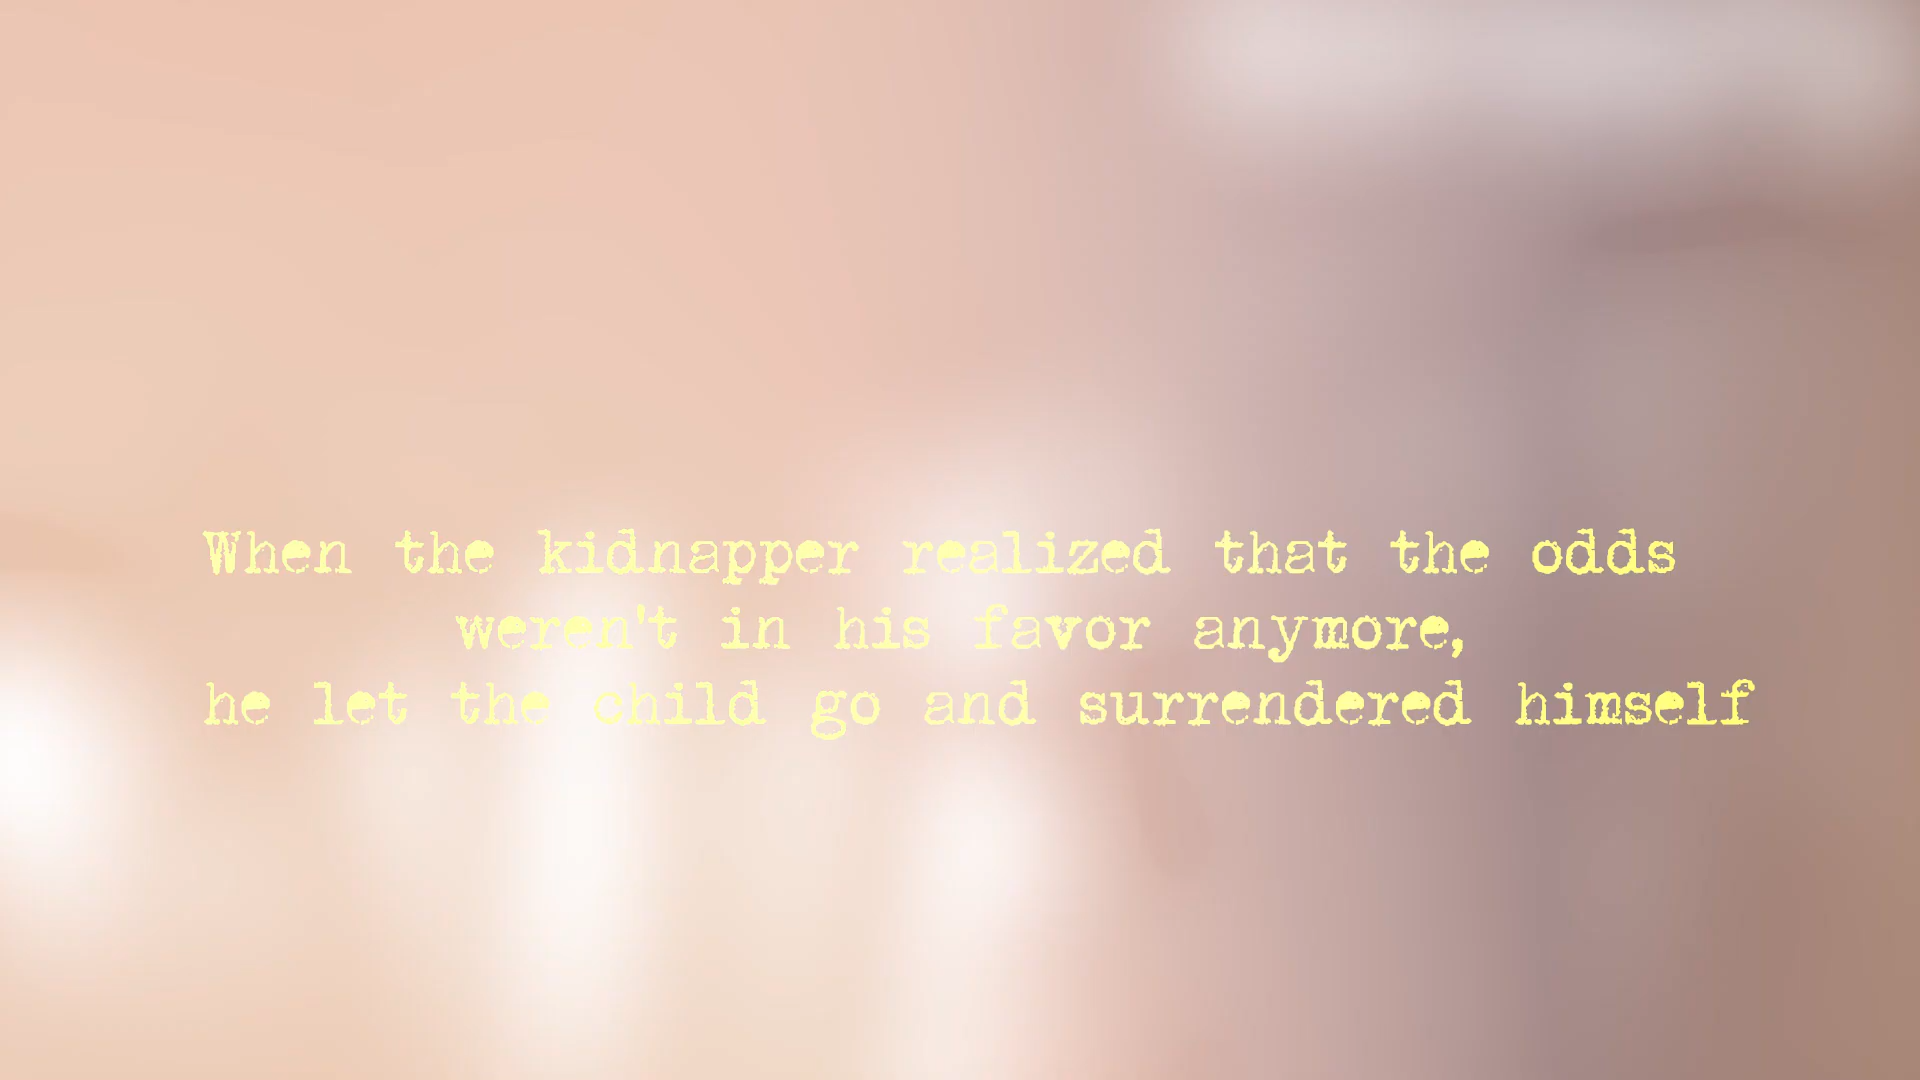 When the kidnapper realized that the odds
weren't in his favor anymore,
he let the child go and surrendered himself